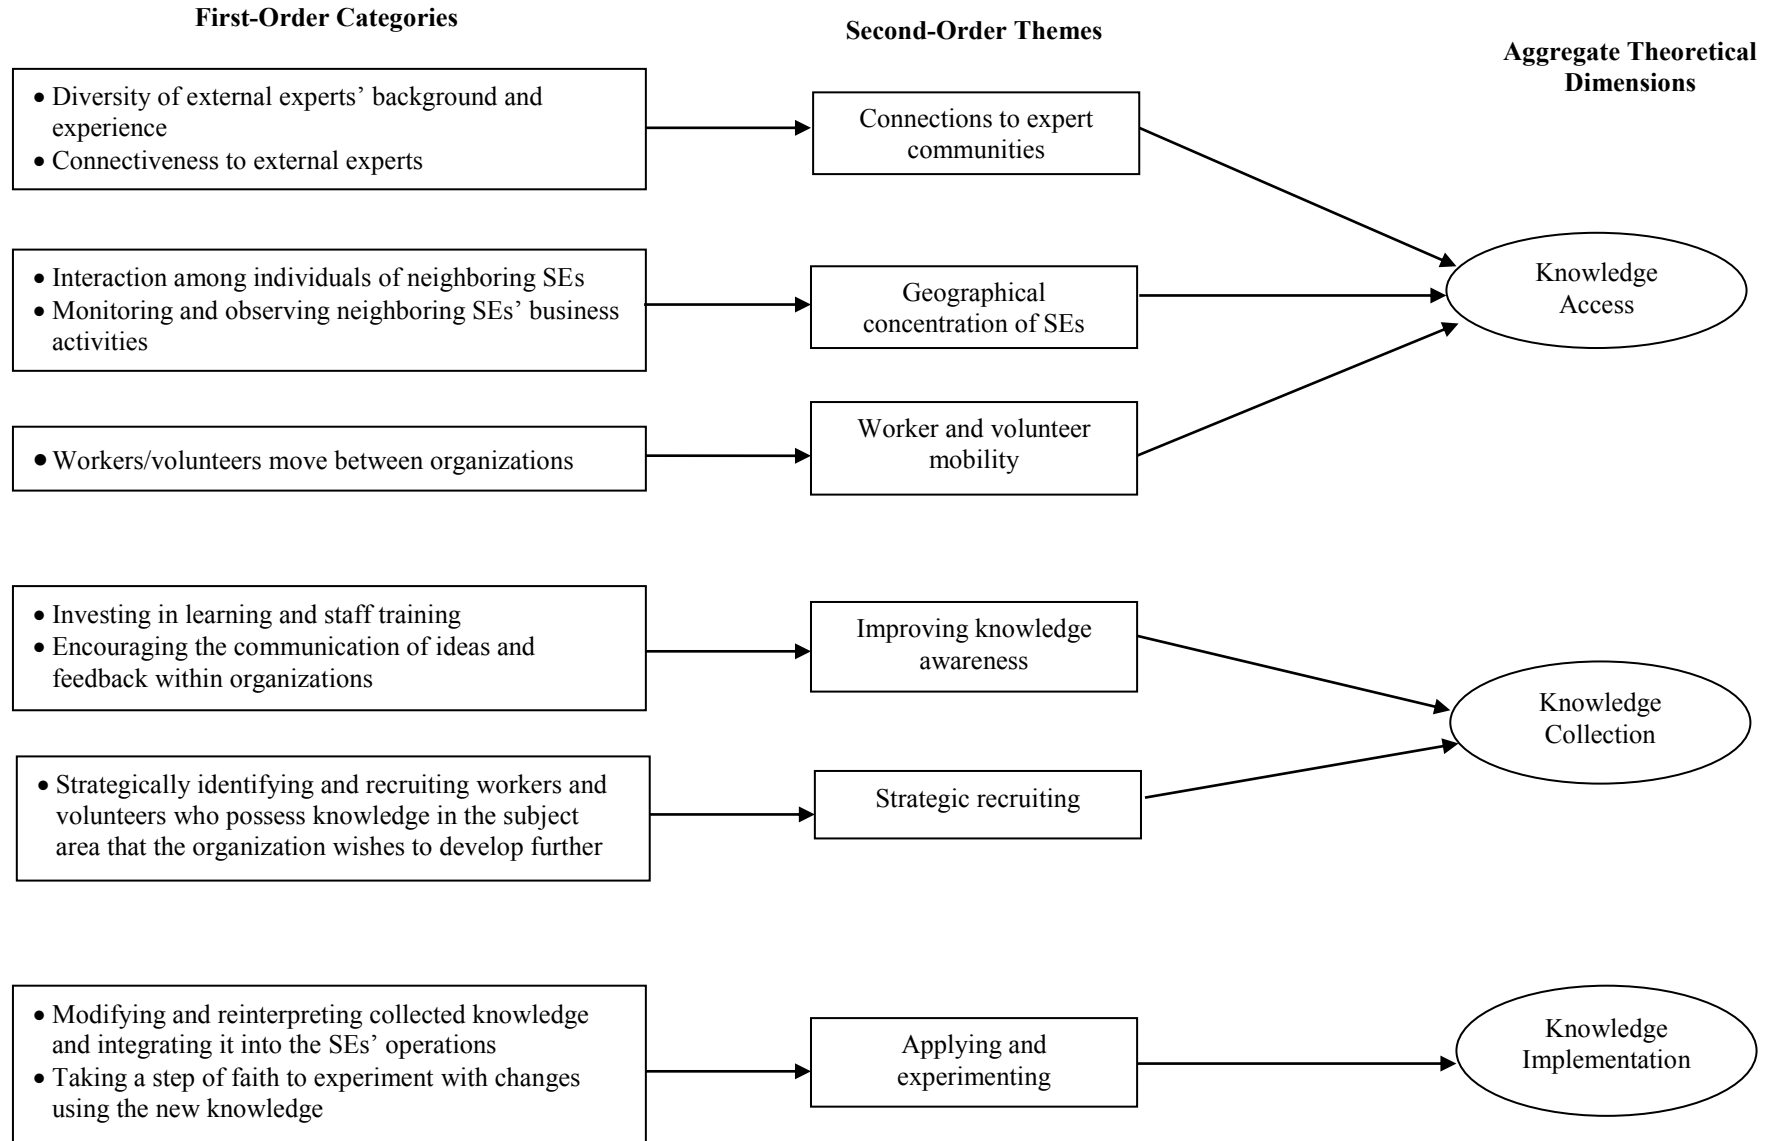 First-Order Categories
Second-Order Themes
Aggregate Theoretical
Dimensions
• Diversity of external experts’ background and
experience
• Connectiveness to external experts
Connections to expert
communities
• Interaction among individuals of neighboring SEs
• Monitoring and observing neighboring SEs’ business
activities
Geographical
concentration of SEs
Knowledge
Access
• Workers/volunteers move between organizations
Worker and volunteer
mobility
• Investing in learning and staff training
• Encouraging the communication of ideas and
feedback within organizations
Improving knowledge
awareness
Knowledge
Collection
• Strategically identifying and recruiting workers and
volunteers who possess knowledge in the subject
area that the organization wishes to develop further
Strategic recruiting
• Modifying and reinterpreting collected knowledge
and integrating it into the SEs’ operations
• Taking a step of faith to experiment with changes
using the new knowledge
Applying and
experimenting
Knowledge
Implementation